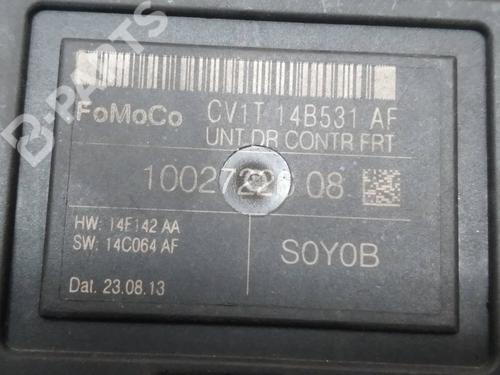 B-PARTS
FoMoCo CV1T 14B531 AF
UNT DR CONTR FRT
08
HW: 14F142 AA
SW: 14C064 AF
S0Y0B
Dat. 23.08.13